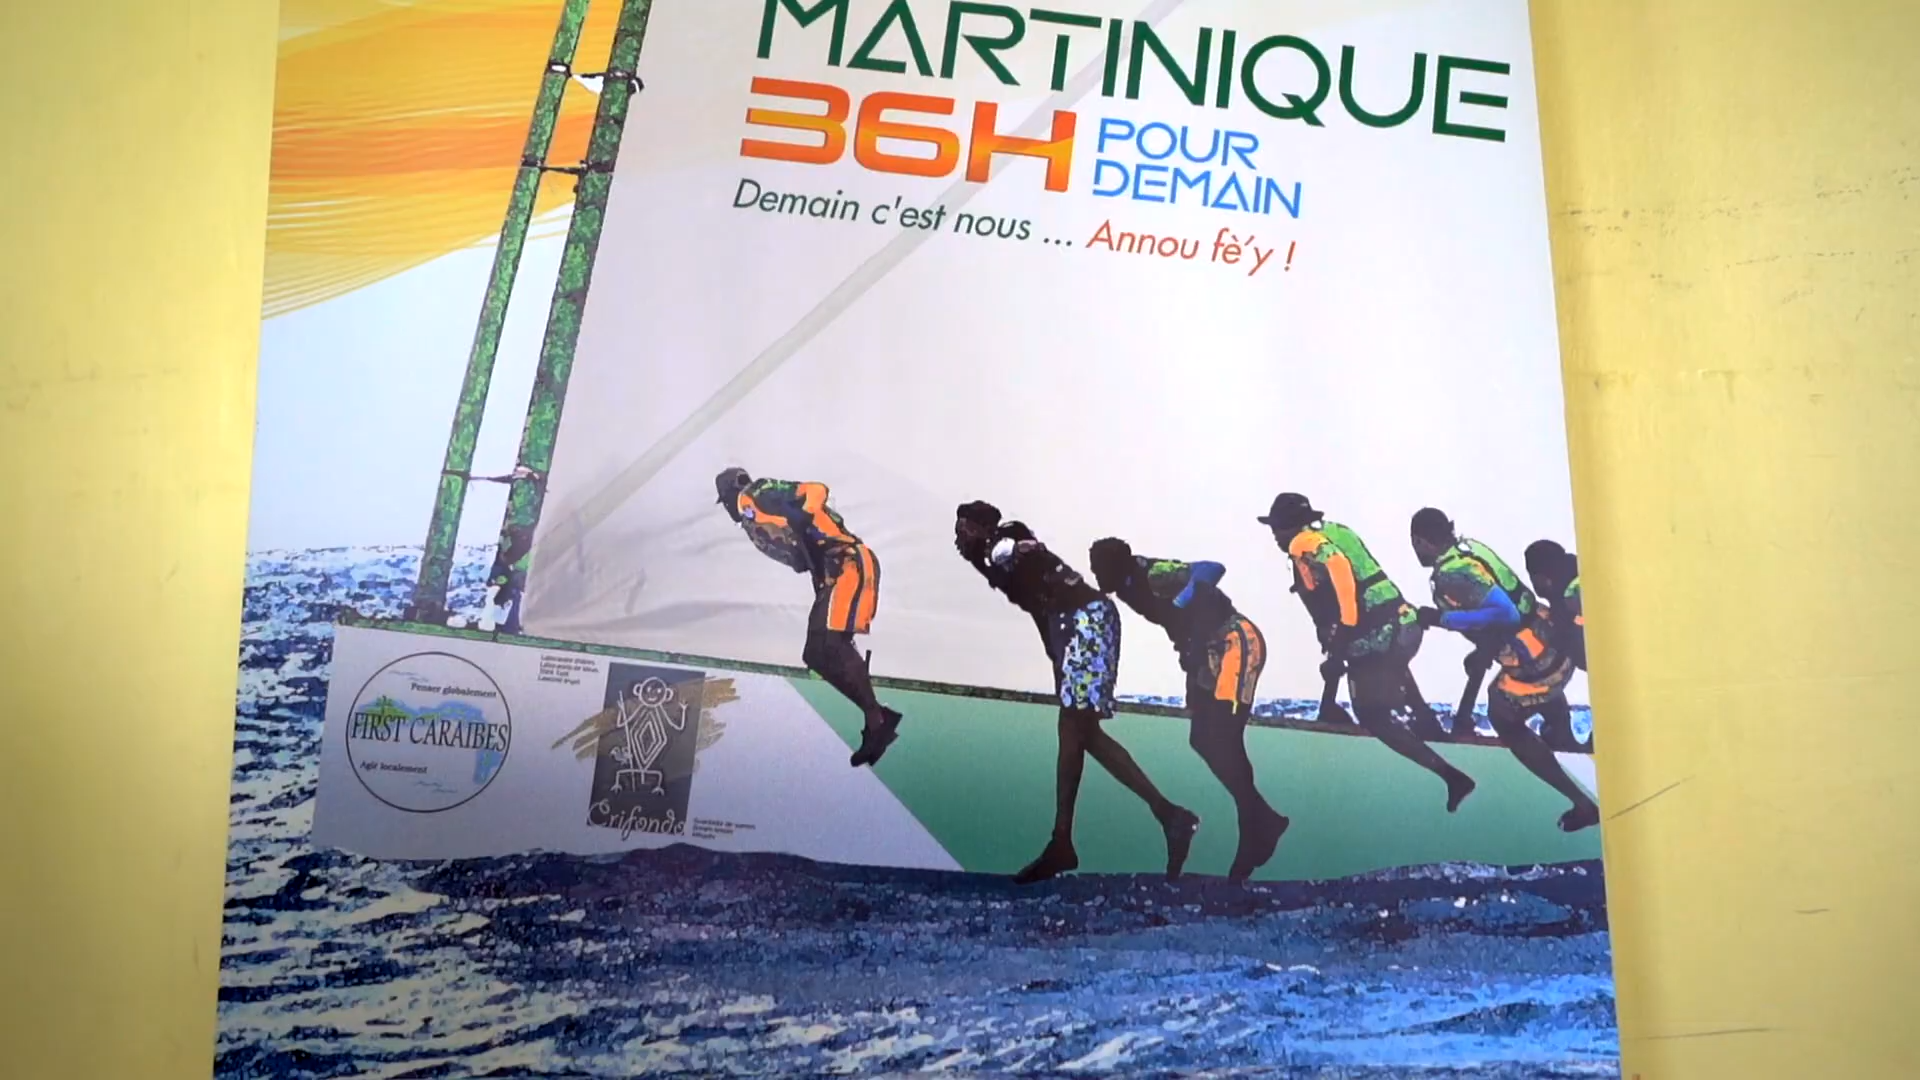 MARTINIQUE
36H POUR
DEMAIN
Demain c'est nous ... Annou fè'y !
Penser globalement
FIRST CARAIBES
Agir localement
Crifondo